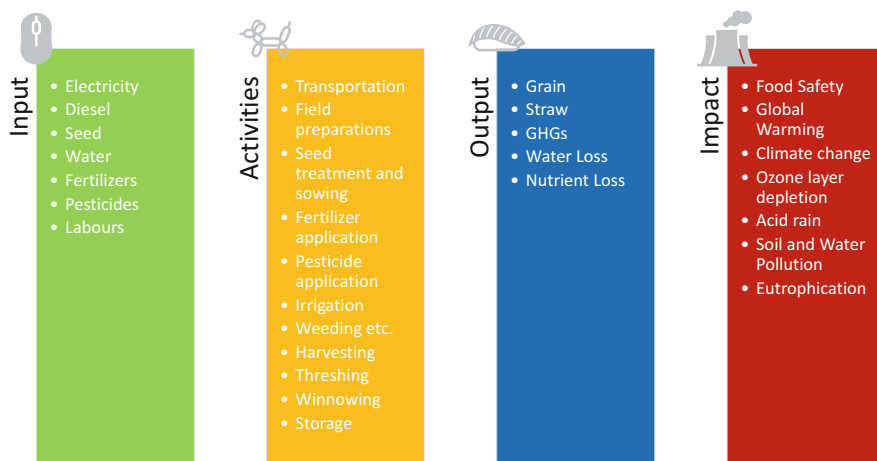 Input
• Electricity
• Diesel
• Seed
• Water
• Fertilizers
• Pesticides
• Labours
Activities
• Transportation
• Field
preparations
• Seed
treatment and
sowing
• Fertilizer
application
• Pesticide
application
• Irrigation
• Weeding etc.
• Harvesting
• Threshing
• Winnowing
• Storage
Output
• Grain
• Straw
• GHGs
• Water Loss
• Nutrient Loss
Impact
• Food Safety
• Global
Warming
• Climate change
• Ozone layer
depletion
• Acid rain
• Soil and Water
Pollution
• Eutrophication